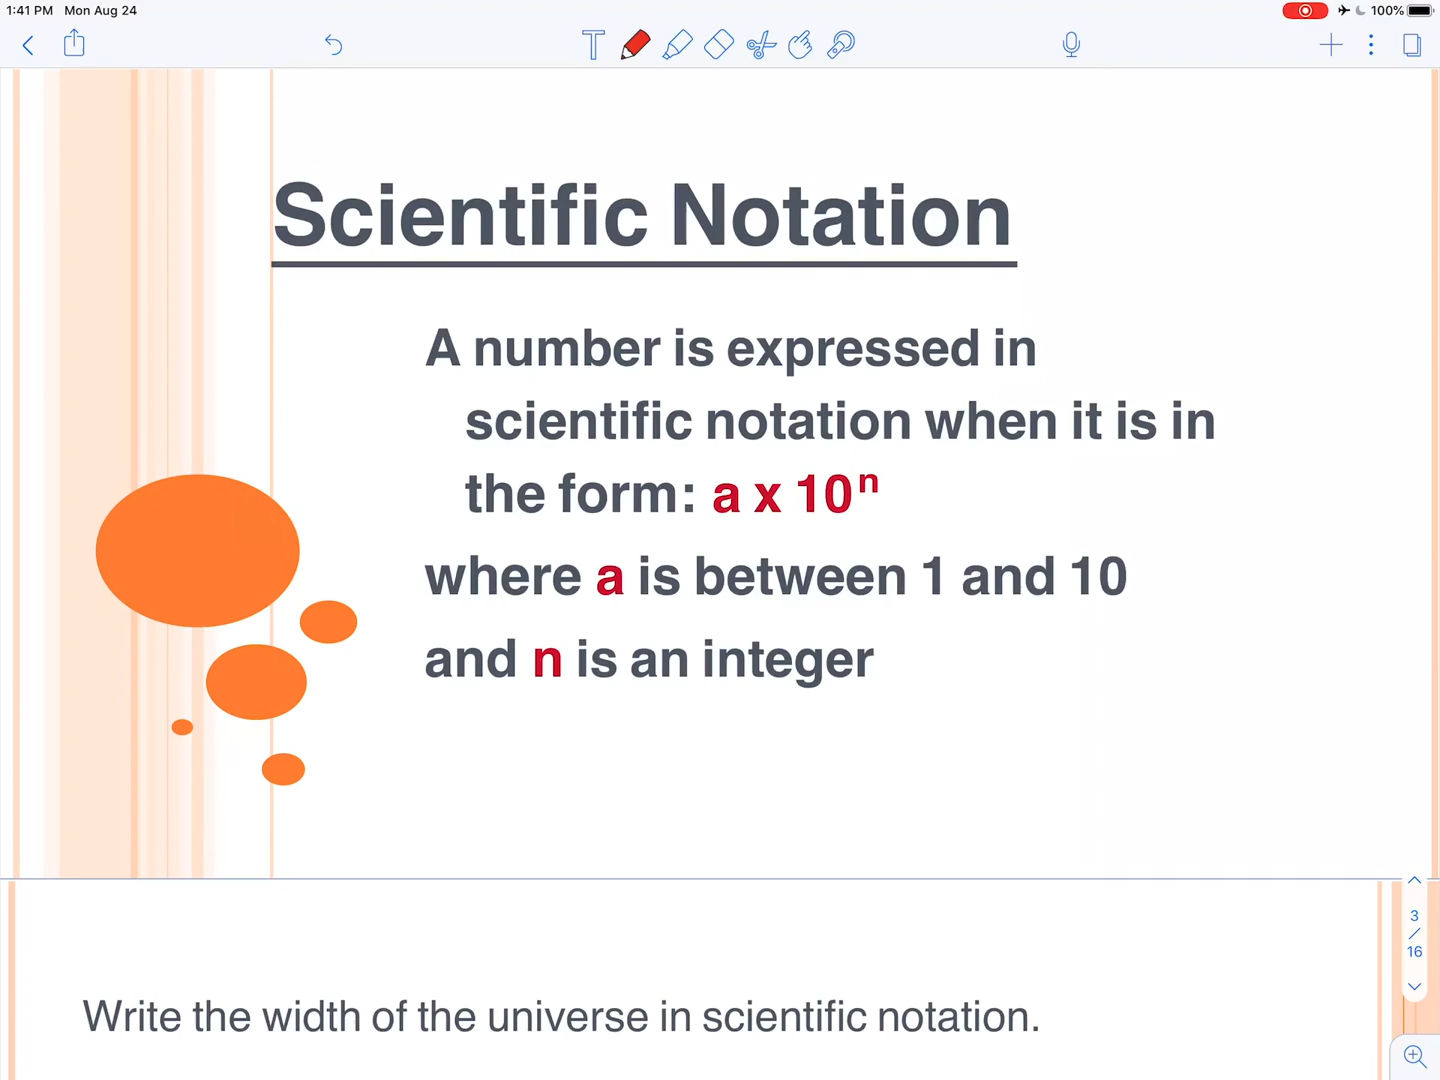 1:41 PM Mon Aug 24
100%
T
Scientific Notation
A number is expressed in
scientific notation when it is in
the form: a x 10ⁿ
where a is between 1 and 10
and n is an integer
3
/
16
Write the width of the universe in scientific notation.